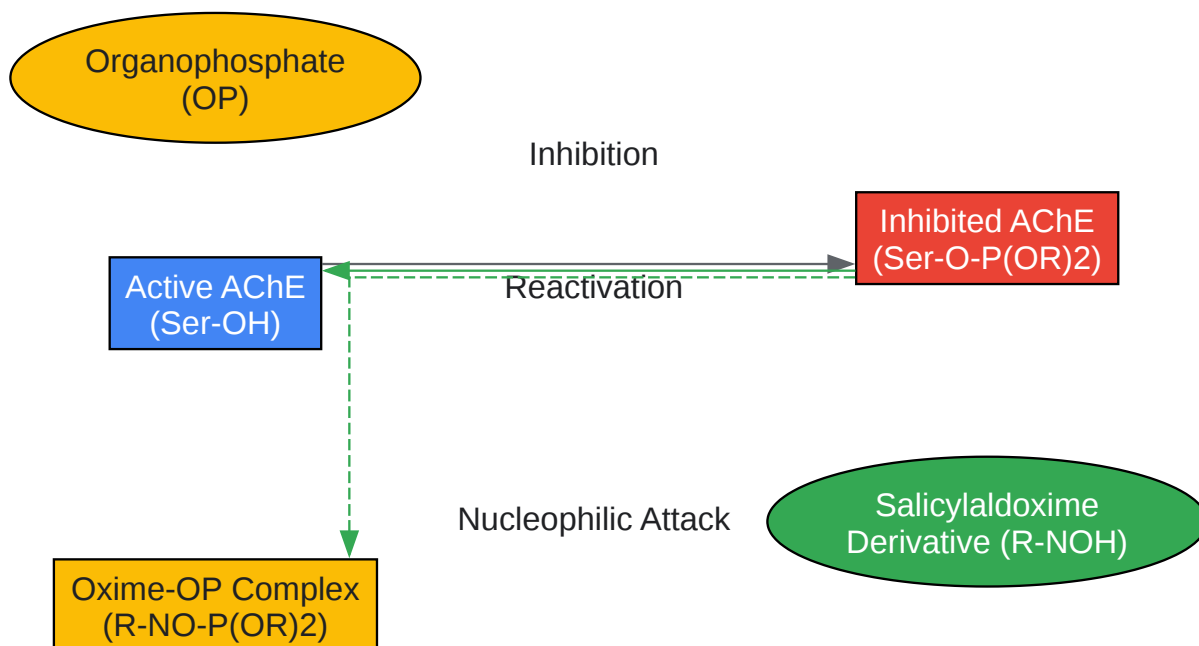 Organophosphate
(OP)
Inhibition
Inhibited AChE
(Ser-O-P(OR)2)
Active AChE
(Ser-OH)
Reactivation
Salicylaldoxime
Derivative (R-NOH)
Nucleophilic Attack
Oxime-OP Complex
(R-NO-P(OR)2)